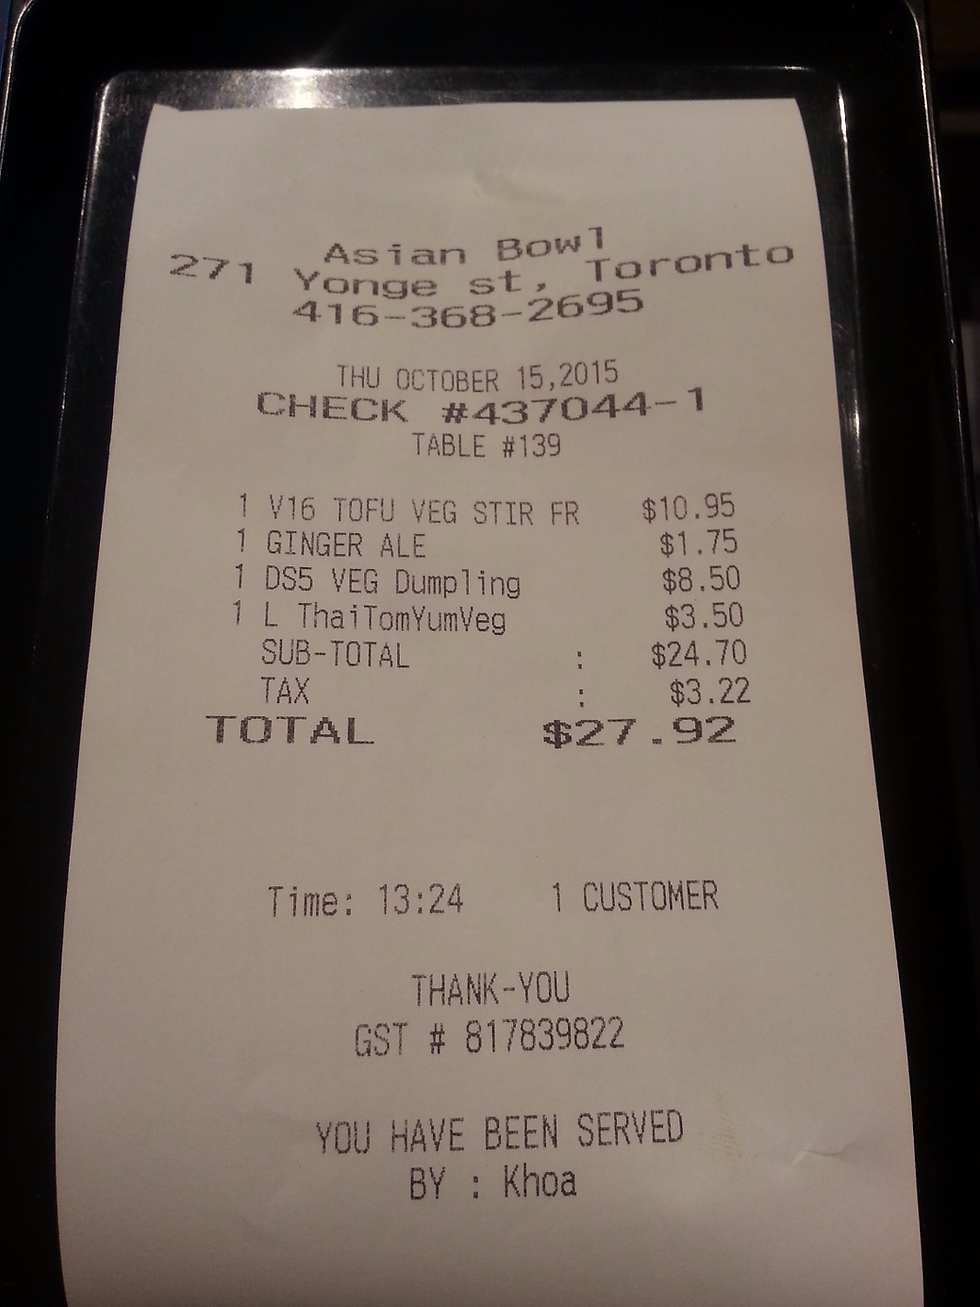 Asian Bowl
271 Yonge st, Toronto
416-368-2695
THU OCTOBER 15,2015
CHECK #437044-1
TABLE #139
1 V16 TOFU VEG STIR FR $10.95
1 GINGER ALE $1.75
1 DS5 VEG Dumpling $8.50
1 L ThaiTomYumVeg $3.50
SUB-TOTAL : $24.70
TAX : $3.22
TOTAL $27.92
Time: 13:24 1 CUSTOMER
THANK-YOU
GST # 817839822
YOU HAVE BEEN SERVED
BY : Khoa